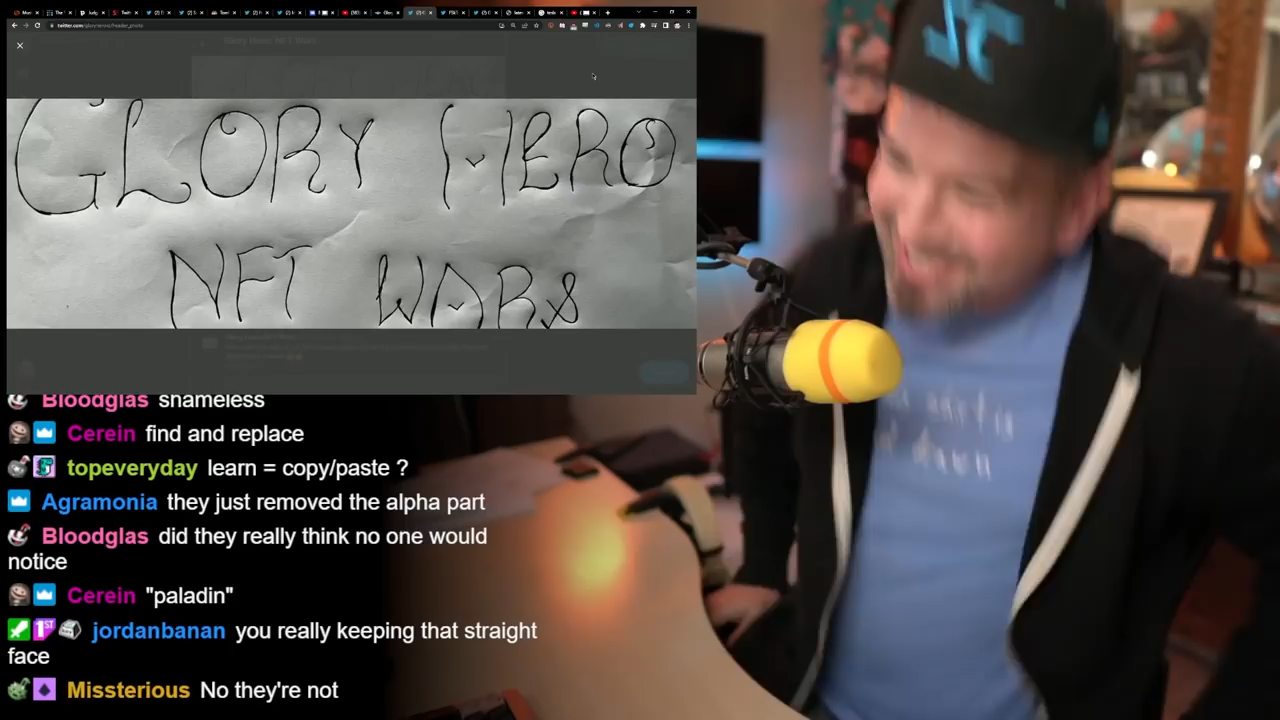 GLORY HERO
NFT WARS
Bloodglas shameless
Cerein find and replace
topeveryday learn = copy/paste ?
Agramonia they just removed the alpha part
Bloodglas did they really think no one would
notice
Cerein "paladin"
jordanbanan you really keeping that straight
face
Missterious No they're not